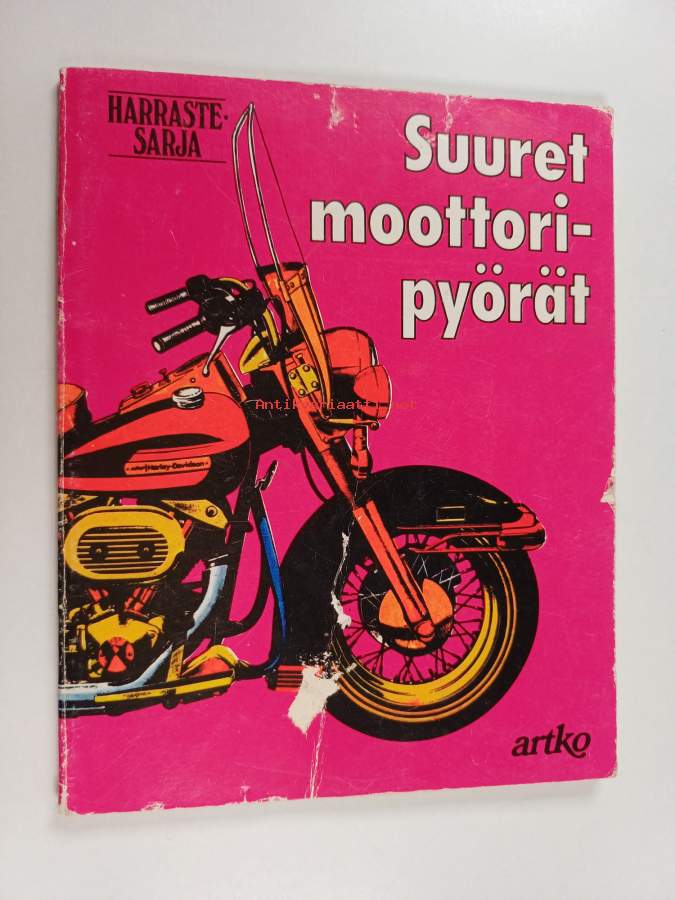 HARRASTE-
SARJA
Suuret
moottori-
pyörät
Antikvariaatti.net
Harley-Davidson
artko